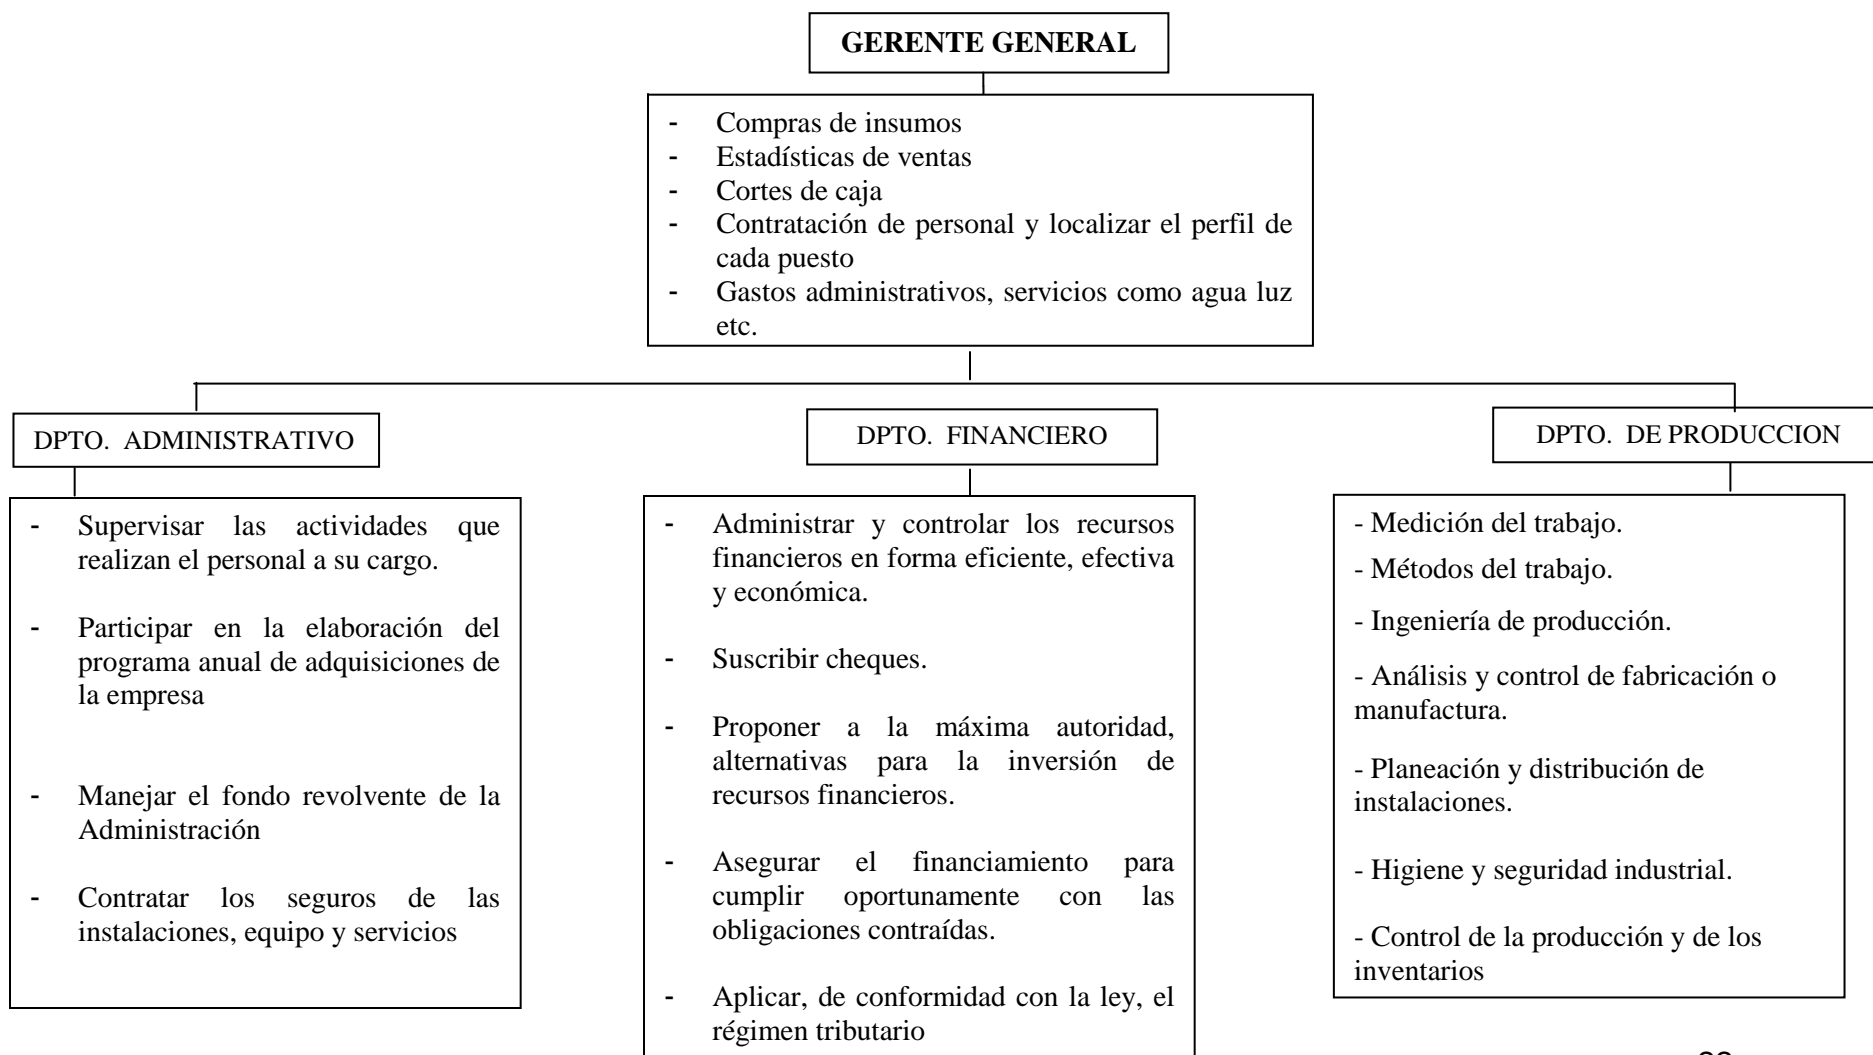 GERENTE GENERAL
- Compras de insumos
- Estadísticas de ventas
- Cortes de caja
- Contratación de personal y localizar el perfil de
cada puesto
- Gastos administrativos, servicios como agua luz
etc.
DPTO. ADMINISTRATIVO
- Supervisar las actividades que
realizan el personal a su cargo.
- Participar en la elaboración del
programa anual de adquisiciones de
la empresa
- Manejar el fondo revolvente de la
Administración
- Contratar los seguros de las
instalaciones, equipo y servicios
DPTO. FINANCIERO
- Administrar y controlar los recursos
financieros en forma eficiente, efectiva
y económica.
- Suscribir cheques.
- Proponer a la máxima autoridad,
alternativas para la inversión de
recursos financieros.
- Asegurar el financiamiento para
cumplir oportunamente con las
obligaciones contraídas.
- Aplicar, de conformidad con la ley, el
régimen tributario
DPTO. DE PRODUCCION
- Medición del trabajo.
- Métodos del trabajo.
- Ingeniería de producción.
- Análisis y control de fabricación o
manufactura.
- Planeación y distribución de
instalaciones.
- Higiene y seguridad industrial.
- Control de la producción y de los
inventarios